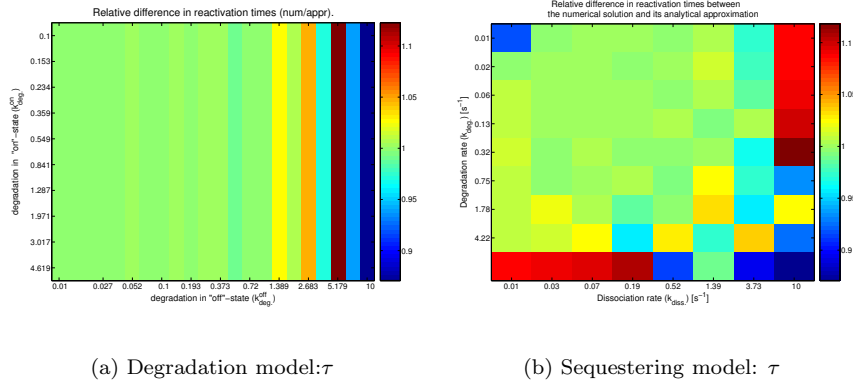 Relative difference in reactivation times (num/appr).
degradation in "on"-state (k^on_deg.)
0.1
0.153
0.234
0.359
0.549
0.841
1.287
1.971
3.017
4.619
0.01 0.027 0.052 0.1 0.193 0.373 0.72 1.389 2.683 5.179 10
degradation in "off"-state (k^off_deg.)
1.1
1.05
1
0.95
0.9
(a) Degradation model:τ
Relative difference in reactivation times between
the numerical solution and its analytical approximation
Degradation rate (k_deg.) [s⁻¹]
0.01
0.02
0.06
0.13
0.32
0.75
1.78
4.22
0.01 0.03 0.07 0.19 0.52 1.39 3.73 10
Dissociation rate (k_diss.) [s⁻¹]
1.1
1.05
1
0.95
0.9
(b) Sequestering model: τ